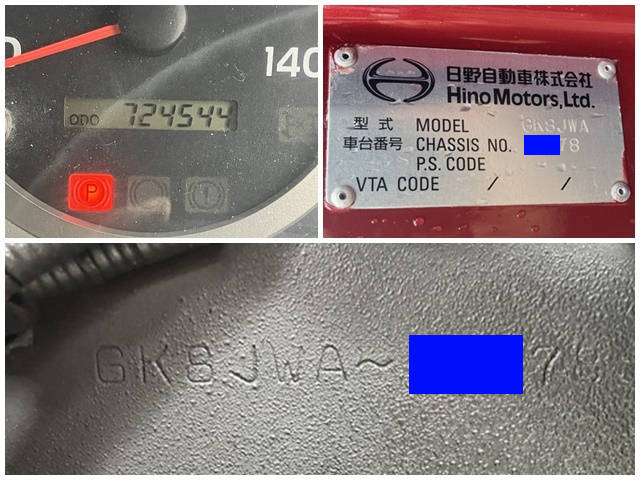 140
ODO 724544
P
日野自動車株式会社
Hino Motors, Ltd.
型式 MODEL GK8JWA
車台番号 CHASSIS NO. 78
P.S. CODE
VTA CODE / /
GK8JWA~ 78